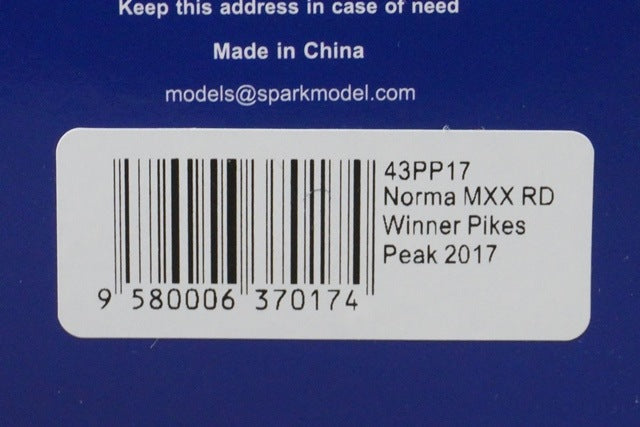 Keep this address in case of need
Made in China
models@sparkmodel.com
43PP17
Norma MXX RD
Winner Pikes
Peak 2017
9 580006 370174